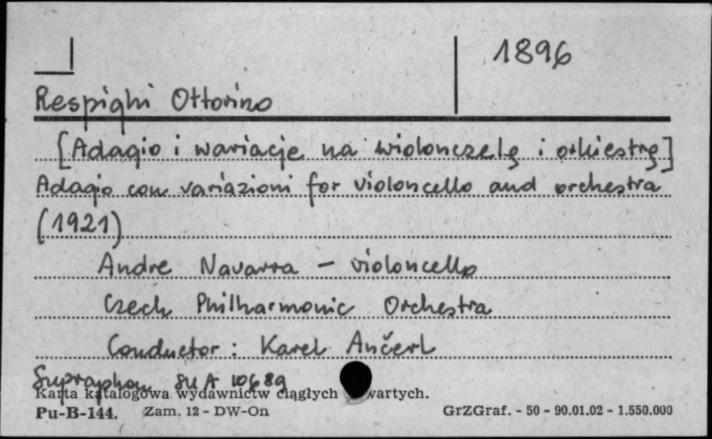 1896
Respighi Ottorino
[Adagio i wariacje na wiolonczelę i orkiestrę]
Adagio con variazioni for violoncello and orchestra
(1921)
Andre Navarra - violoncello
Czech Philharmonic Orchestra
Conductor: Karel Ančerl
Supraphon SUA 10689
Karta katalogowa wydawnictw ciągłych wartych.
Pu-B-144. Zam. 12 - DW-On GrZGraf. - 50 - 90.01.02 - 1.550.000